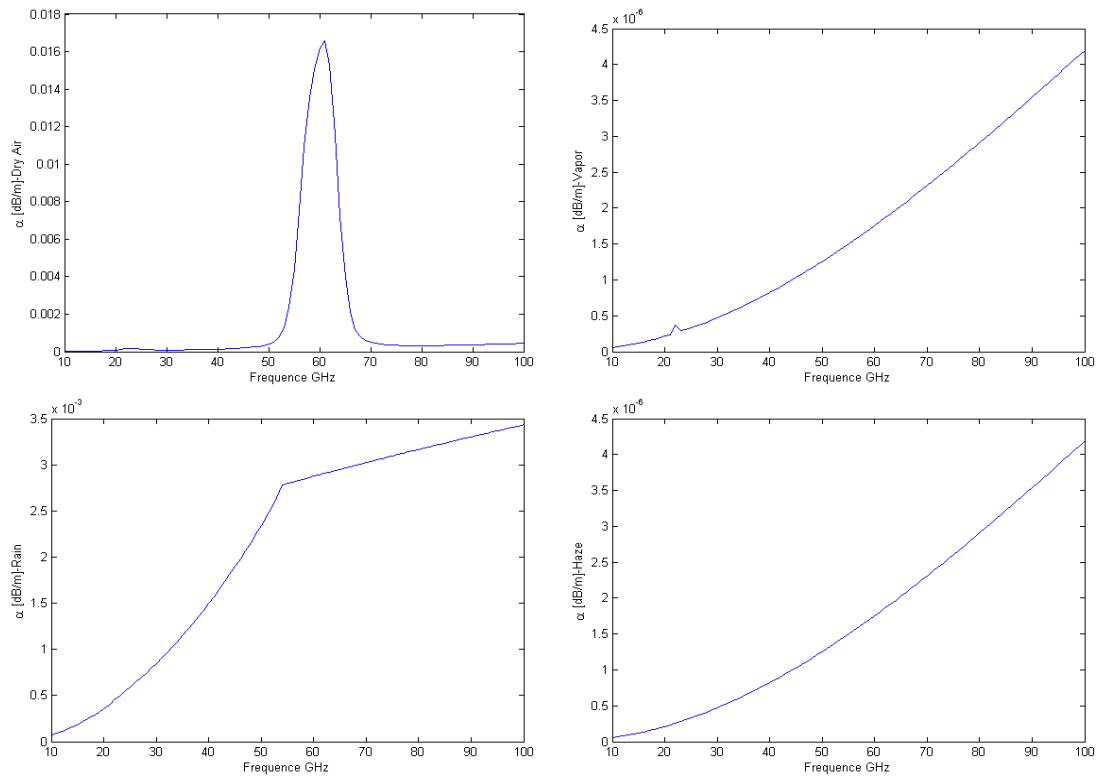 0.018
0.016
0.014
0.012
0.01
0.008
0.006
0.004
0.002
0
α [dB/m]-Dry Air
10 20 30 40 50 60 70 80 90 100
Frequence GHz
x 10⁻⁶
4.5
4
3.5
3
2.5
2
1.5
1
0.5
0
α [dB/m]-Vapor
10 20 30 40 50 60 70 80 90 100
Frequence GHz
x 10⁻³
3.5
3
2.5
2
1.5
1
0.5
0
α [dB/m]-Rain
10 20 30 40 50 60 70 80 90 100
Frequence GHz
x 10⁻⁶
4.5
4
3.5
3
2.5
2
1.5
1
0.5
0
α [dB/m]-Haze
10 20 30 40 50 60 70 80 90 100
Frequence GHz